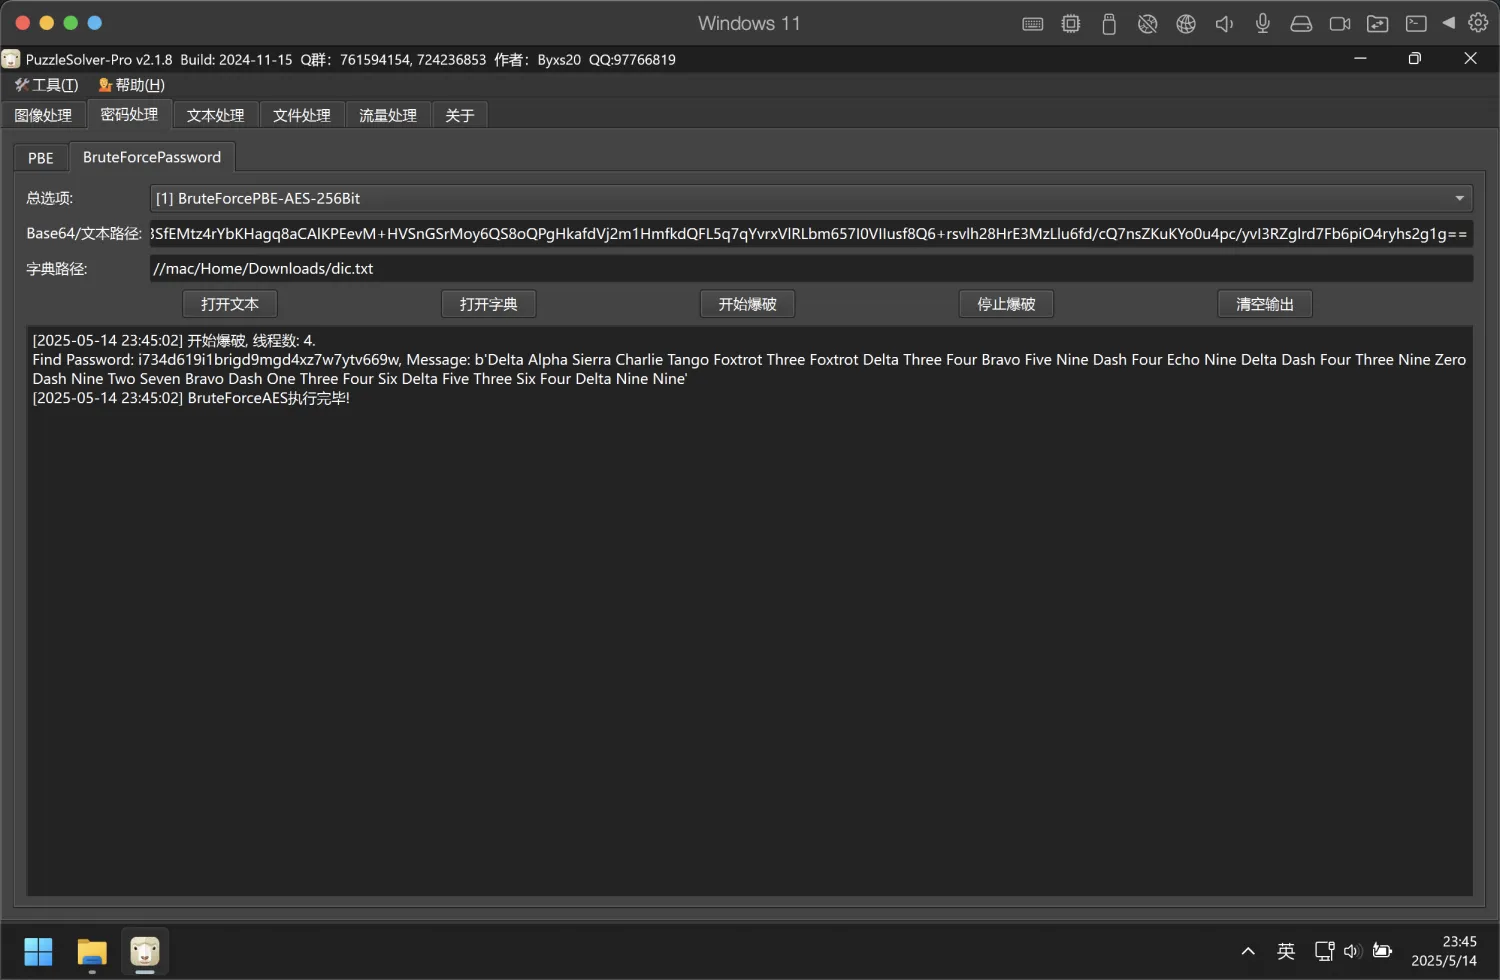 Windows 11
PuzzleSolver-Pro v2.1.8 Build: 2024-11-15 Q群：761594154, 724236853 作者：Byxs20 QQ:97766819
工具(T) 帮助(H)
图像处理 密码处理 文本处理 文件处理 流量处理 关于
PBE BruteForcePassword
总选项: [1] BruteForcePBE-AES-256Bit
Base64/文本路径: 3SfEMtz4rYbKHagq8aCAlKPEevM+HVSnGSrMoy6QS8oQPgHkafdVj2m1HmfkdQFL5q7qYvrxVlRLbm657I0VIIusf8Q6+rsvlh28HrE3MzLlu6fd/cQ7nsZKuKYo0u4pc/yvI3RZglrd7Fb6piO4ryhs2g1g==
字典路径: //mac/Home/Downloads/dic.txt
打开文本 打开字典 开始爆破 停止爆破 清空输出
[2025-05-14 23:45:02] 开始爆破, 线程数: 4.
Find Password: i734d619i1brigd9mgd4xz7w7ytv669w, Message: b'Delta Alpha Sierra Charlie Tango Foxtrot Three Foxtrot Delta Three Four Bravo Five Nine Dash Four Echo Nine Delta Dash Four Three Nine Zero
Dash Nine Two Seven Bravo Dash One Three Four Six Delta Five Three Six Four Delta Nine Nine'
[2025-05-14 23:45:02] BruteForceAES执行完毕!
英
23:45
2025/5/14